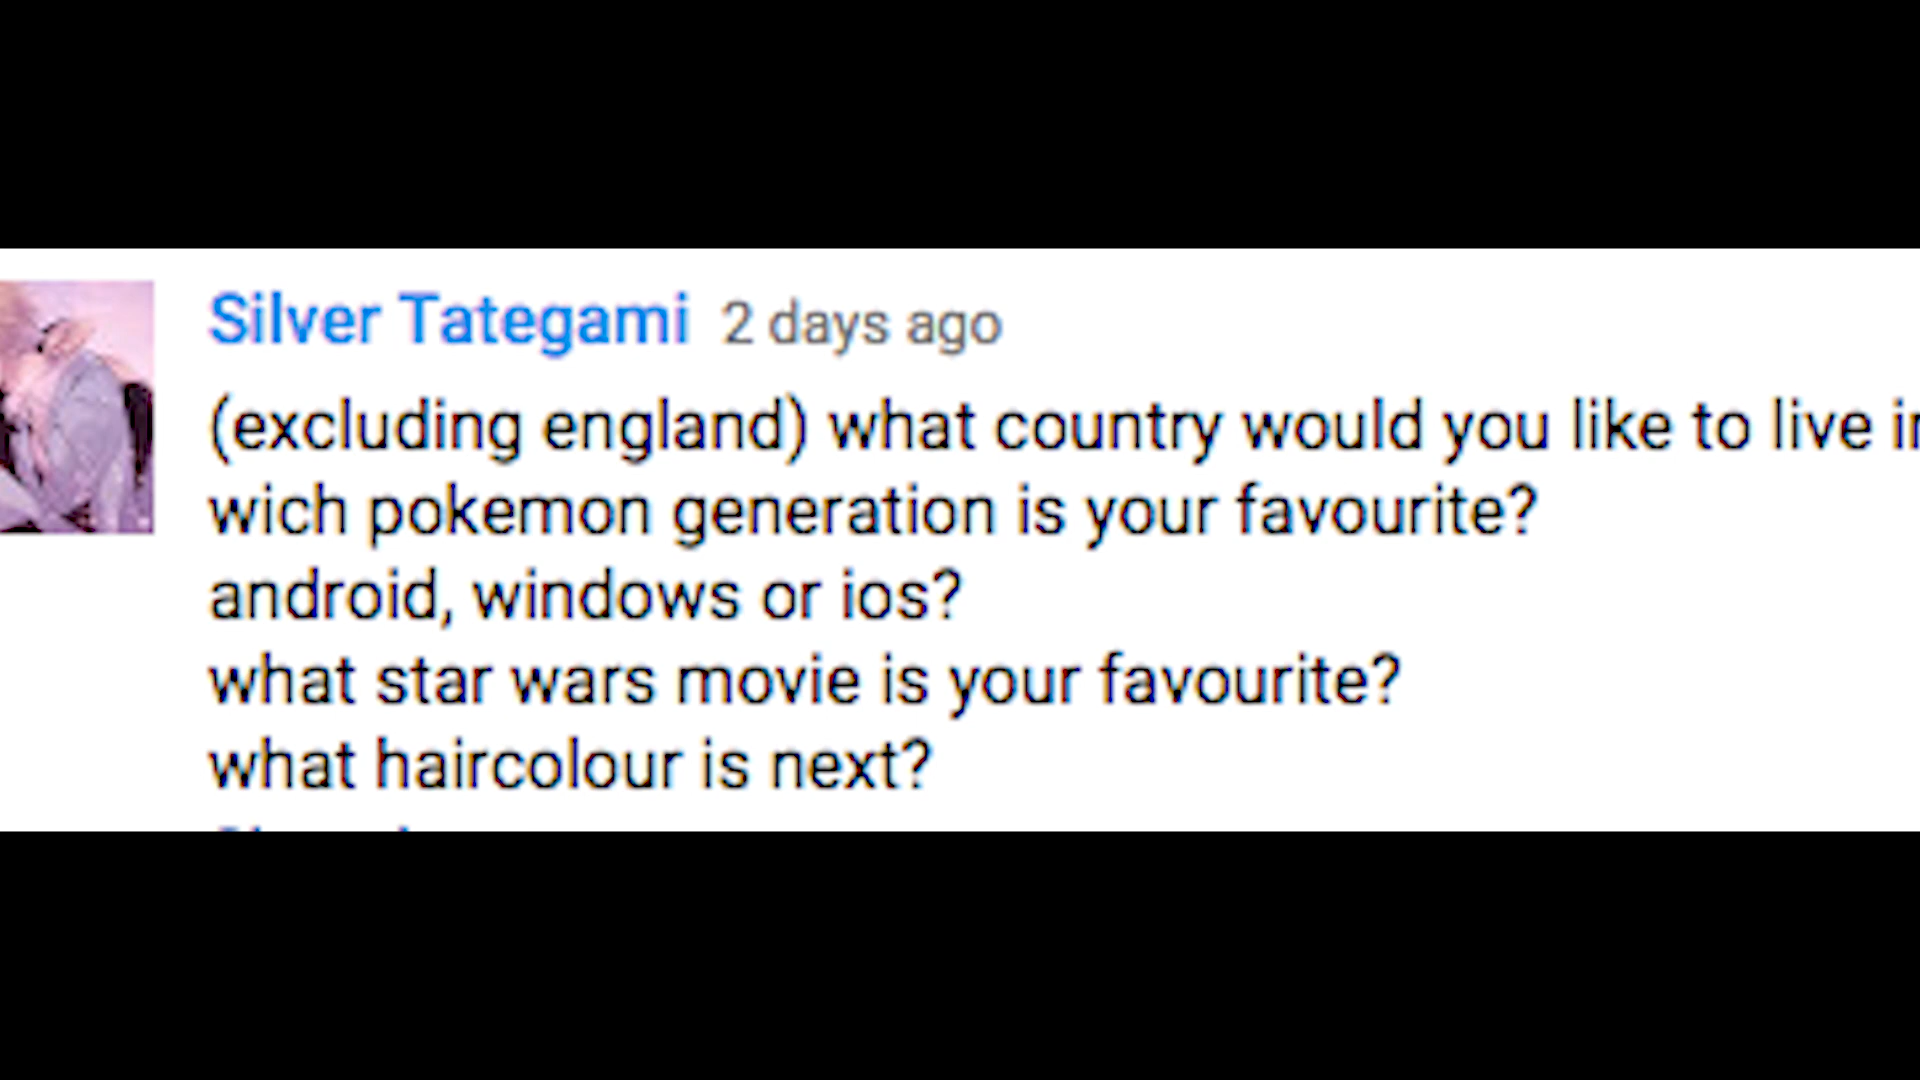 Silver Tategami 2 days ago
(excluding england) what country would you like to live
wich pokemon generation is your favourite?
android, windows or ios?
what star wars movie is your favourite?
what haircolour is next?